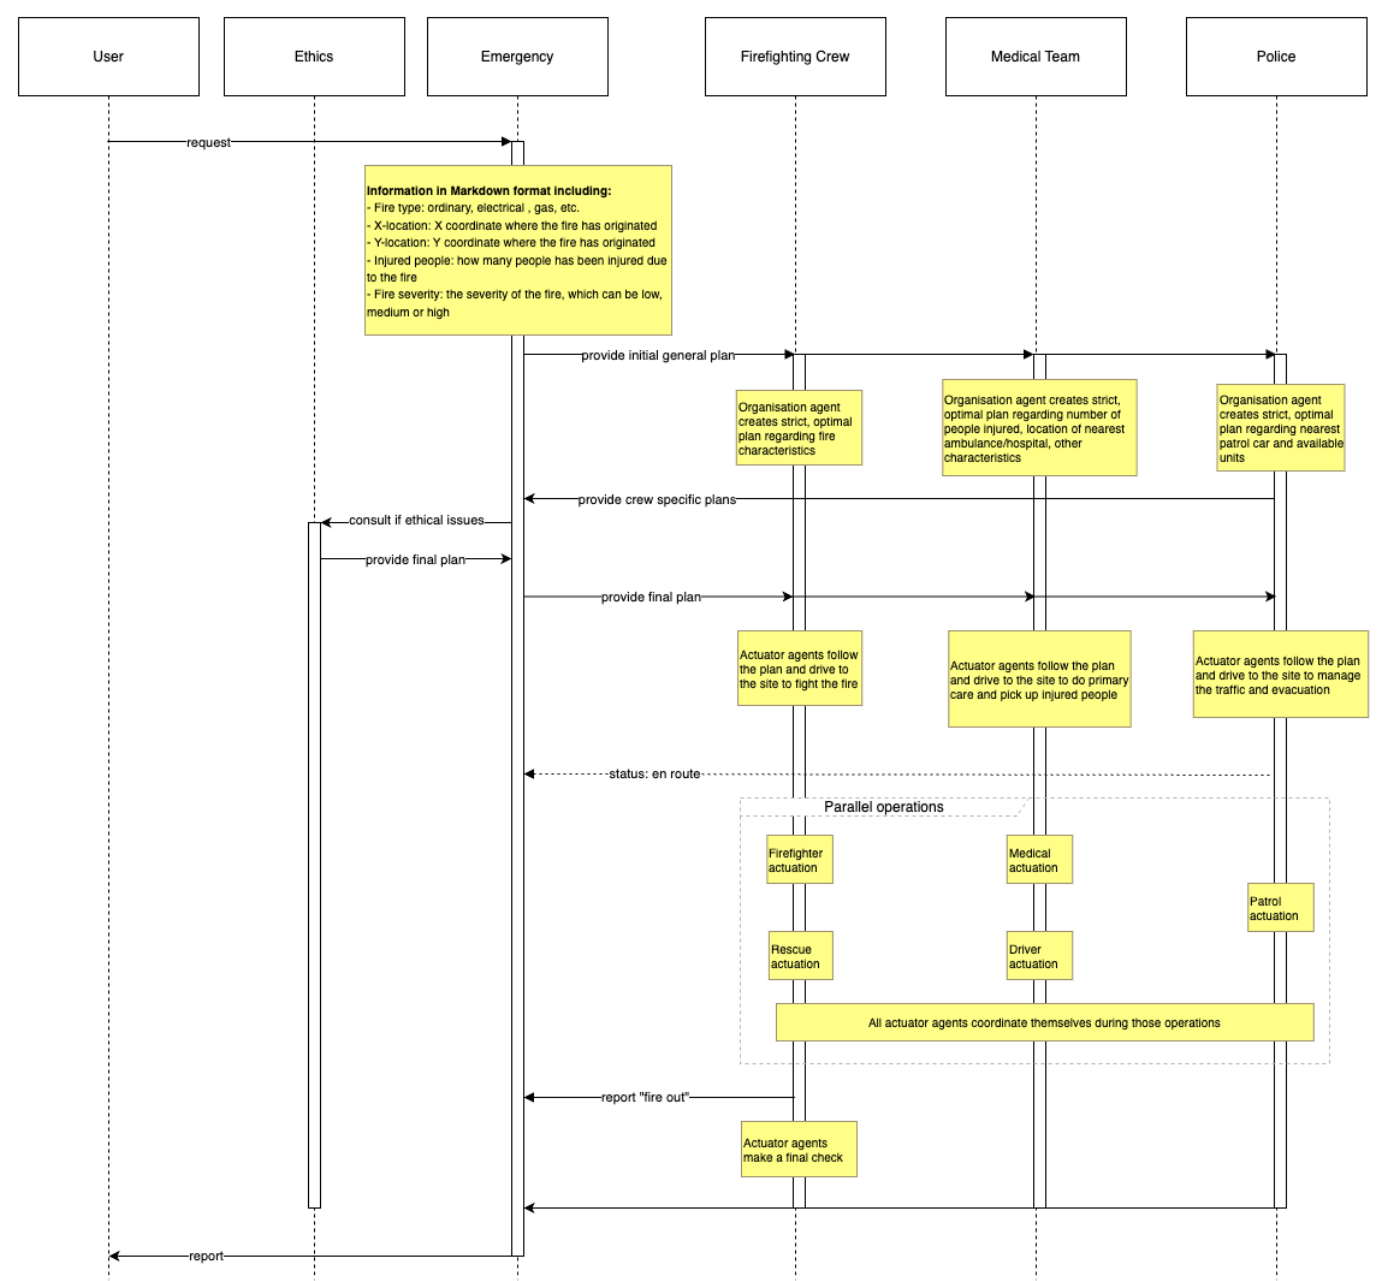 User
Ethics
Emergency
Firefighting Crew
Medical Team
Police
request
Information in Markdown format including:
- Fire type: ordinary, electrical , gas, etc.
- X-location: X coordinate where the fire has originated
- Y-location: Y coordinate where the fire has originated
- Injured people: how many people has been injured due
to the fire
- Fire severity: the severity of the fire, which can be low,
medium or high
provide initial general plan
Organisation agent
creates strict, optimal
plan regarding fire
characteristics
Organisation agent creates strict,
optimal plan regarding number of
people injured, location of nearest
ambulance/hospital, other
characteristics
Organisation agent
creates strict, optimal
plan regarding nearest
patrol car and available
units
provide crew specific plans
consult if ethical issues
provide final plan
provide final plan
Actuator agents follow
the plan and drive to
the site to fight the fire
Actuator agents follow the plan
and drive to the site to do primary
care and pick up injured people
Actuator agents follow the plan
and drive to the site to manage
the traffic and evacuation
status: en route
Parallel operations
Firefighter
actuation
Medical
actuation
Patrol
actuation
Rescue
actuation
Driver
actuation
All actuator agents coordinate themselves during those operations
report "fire out"
Actuator agents
make a final check
report